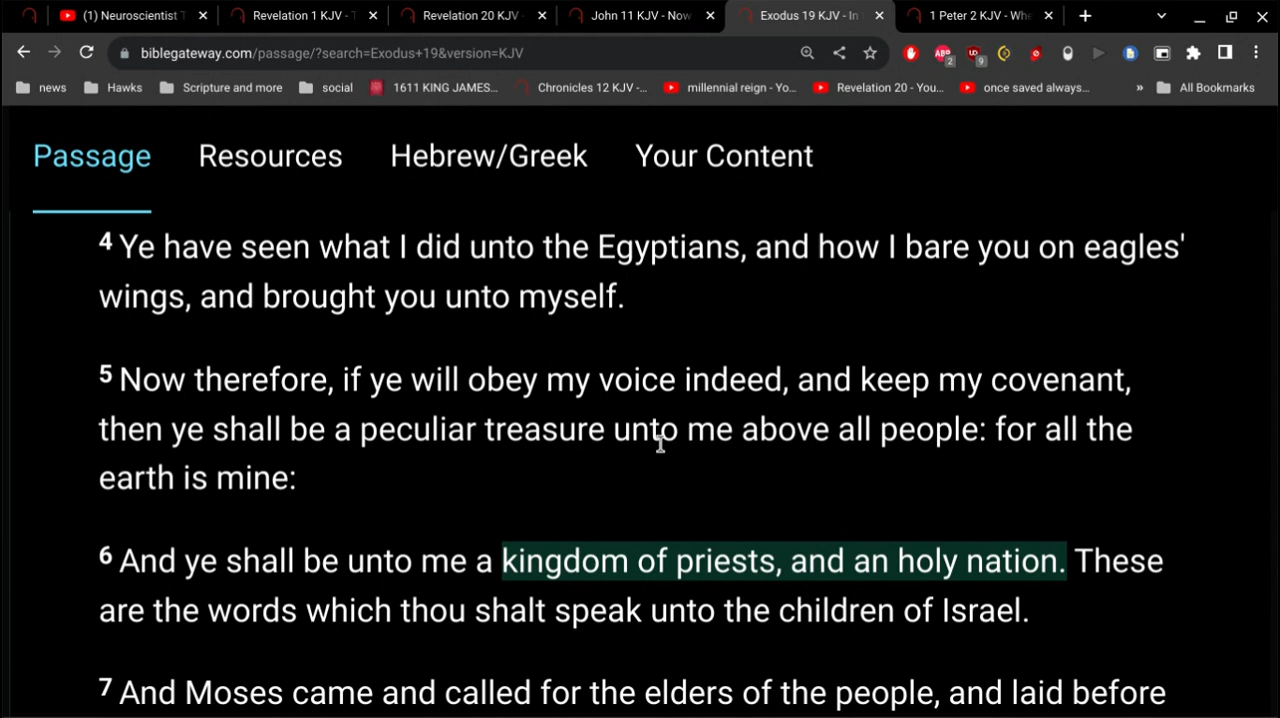 (1) Neuroscientist T
Revelation 1 KJV - T
Revelation 20 KJV -
John 11 KJV - Now
Exodus 19 KJV - In
1 Peter 2 KJV - Whe
biblegateway.com/passage/?search=Exodus+19&version=KJV
ABP
2
UD
9
news
Hawks
Scripture and more
social
1611 KING JAMES...
Chronicles 12 KJV -...
millennial reign - Yo...
Revelation 20 - You...
once saved always...
»
All Bookmarks
Passage Resources Hebrew/Greek Your Content
4 Ye have seen what I did unto the Egyptians, and how I bare you on eagles'
wings, and brought you unto myself.
5 Now therefore, if ye will obey my voice indeed, and keep my covenant,
then ye shall be a peculiar treasure unto me above all people: for all the
earth is mine:
6 And ye shall be unto me a kingdom of priests, and an holy nation. These
are the words which thou shalt speak unto the children of Israel.
7 And Moses came and called for the elders of the people, and laid before